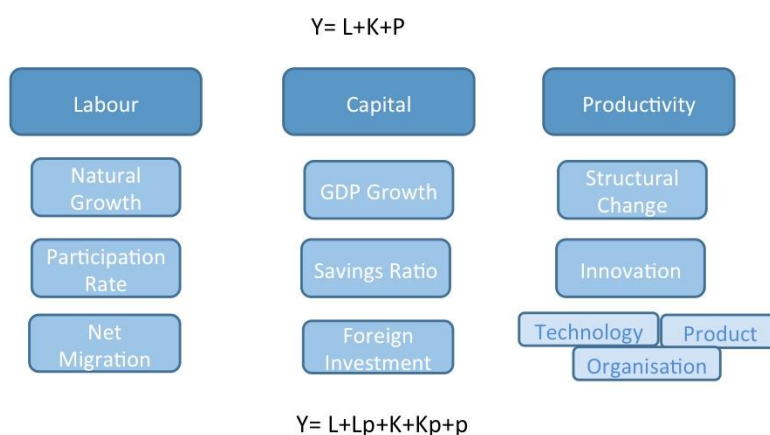 Y= L+K+P
Labour
Capital
Productivity
Natural
Growth
GDP Growth
Structural
Change
Participation
Rate
Savings Ratio
Innovation
Net
Migration
Foreign
Investment
Technology
Product
Organisation
Y= L+Lp+K+Kp+p